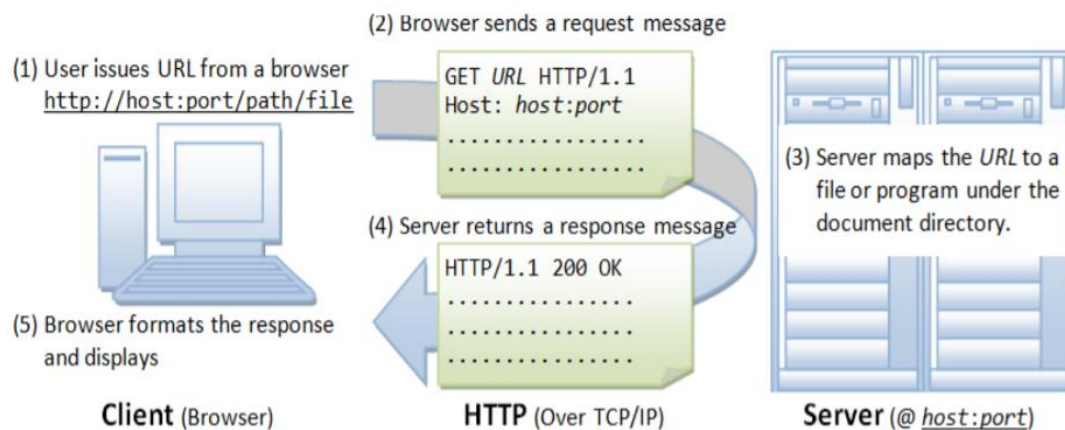 (2) Browser sends a request message
(1) User issues URL from a browser
http://host:port/path/file
GET URL HTTP/1.1
Host: host:port
..................
..................
(3) Server maps the URL to a
file or program under the
document directory.
(4) Server returns a response message
HTTP/1.1 200 OK
.................
.................
.................
(5) Browser formats the response
and displays
Client (Browser)
HTTP (Over TCP/IP)
Server (@ host:port)